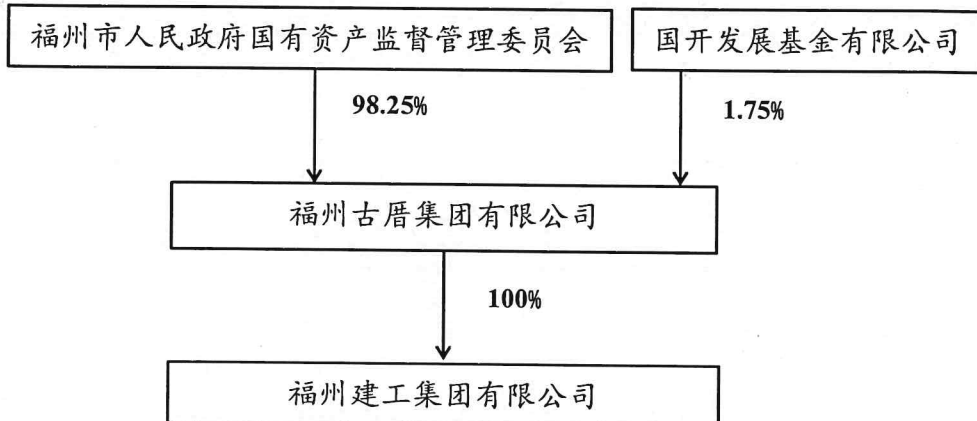 福州市人民政府国有资产监督管理委员会
国开发展基金有限公司
98.25%
1.75%
福州古厝集团有限公司
100%
福州建工集团有限公司